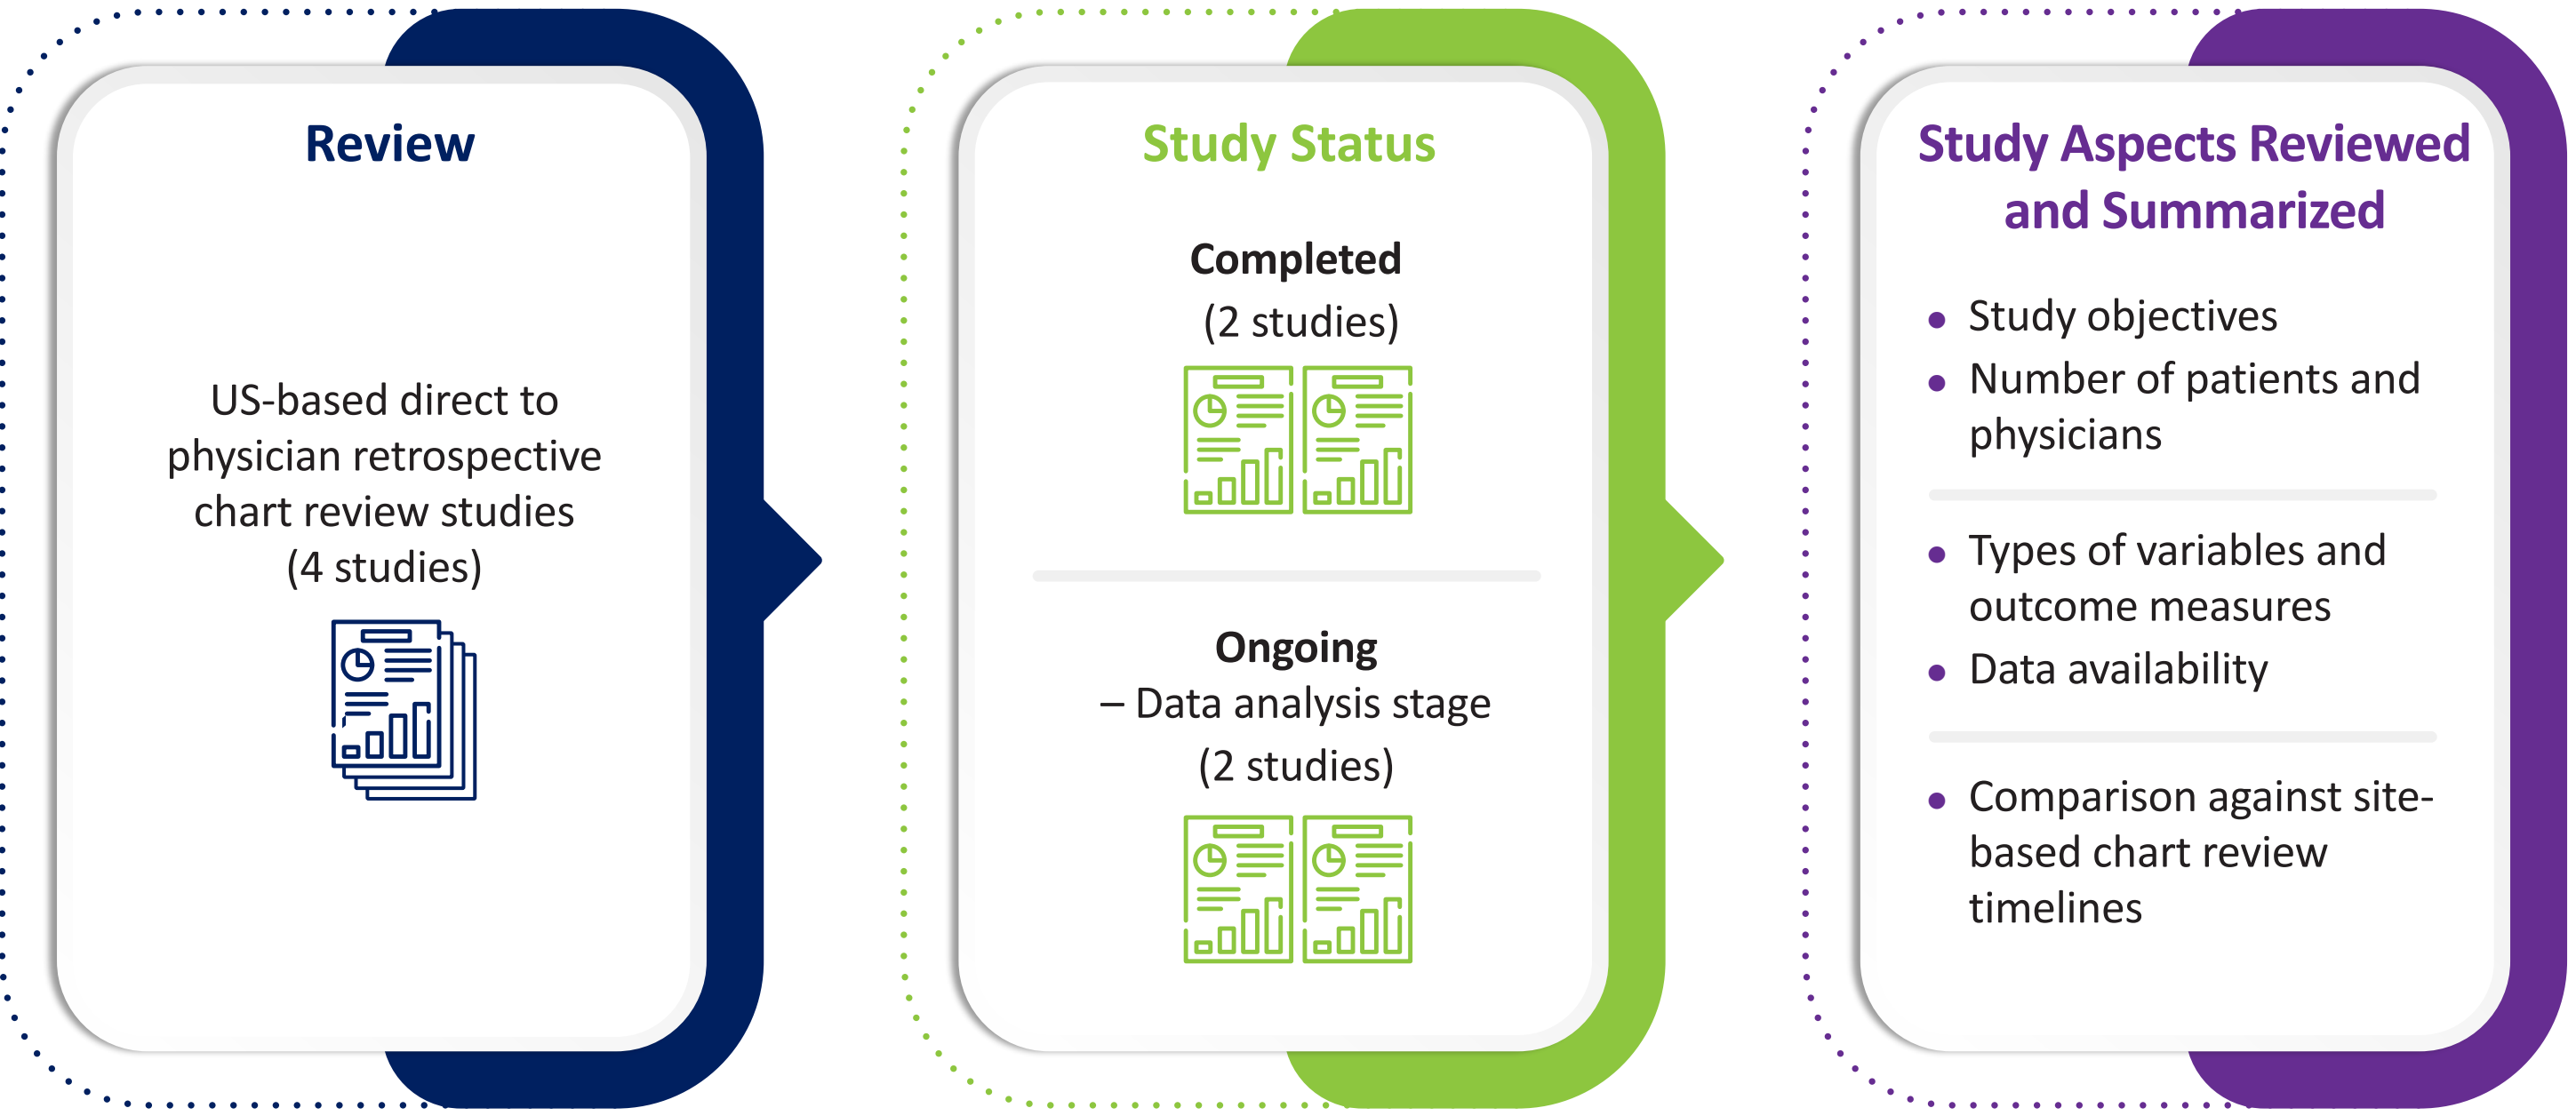 Review
US-based direct to
physician retrospective
chart review studies
(4 studies)
Study Status
Completed
(2 studies)
Ongoing
– Data analysis stage
(2 studies)
Study Aspects Reviewed
and Summarized
• Study objectives
• Number of patients and
physicians
• Types of variables and
outcome measures
• Data availability
• Comparison against site-
based chart review
timelines